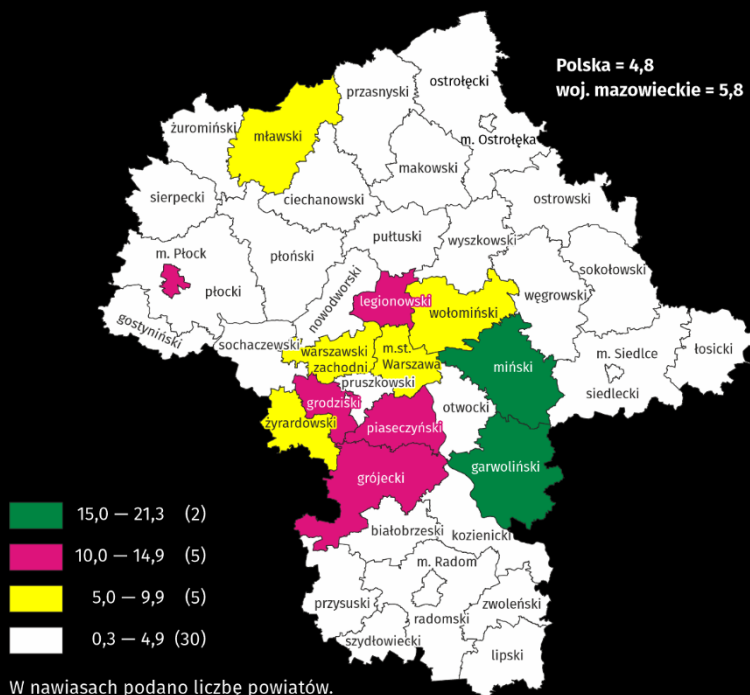 Polska = 4,8
woj. mazowieckie = 5,8
ostrołęcki
przasnyski
żuromiński
mławski
m. Ostrołęka
makowski
sierpecki
ciechanowski
ostrowski
pułtuski
wyszkowski
m. Płock
płoński
sokołowski
płocki
nodworski
legionowski
węgrowski
wołomiński
gostyniński
sochaczewski
warszawski
zachodni
m.st.
Warszawa
m. Siedlce
łosicki
miński
pruszkowski
siedlecki
grodziski
otwocki
żyrardowski
piaseczyński
garwoliński
grójecki
15,0 — 21,3 (2)
10,0 — 14,9 (5)
5,0 — 9,9 (5)
0,3 — 4,9 (30)
białobrzeski
kozienicki
m. Radom
przysuski
zwoleński
radomski
szydłowiecki
lipski
W nawiasach podano liczbę powiatów.